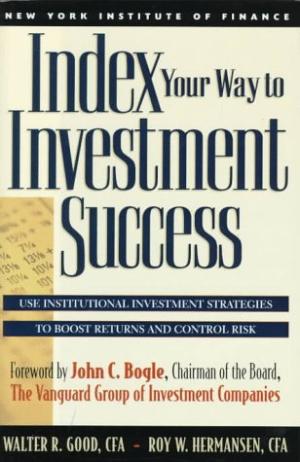 NEW YORK INSTITUTE OF FINANCE
Index Your Way to
Investment
Success
USE INSTITUTIONAL INVESTMENT STRATEGIES
TO BOOST RETURNS AND CONTROL RISK
Foreword by John C. Bogle, Chairman of the Board,
The Vanguard Group of Investment Companies
WALTER R. GOOD, CFA - ROY W. HERMANSEN, CFA